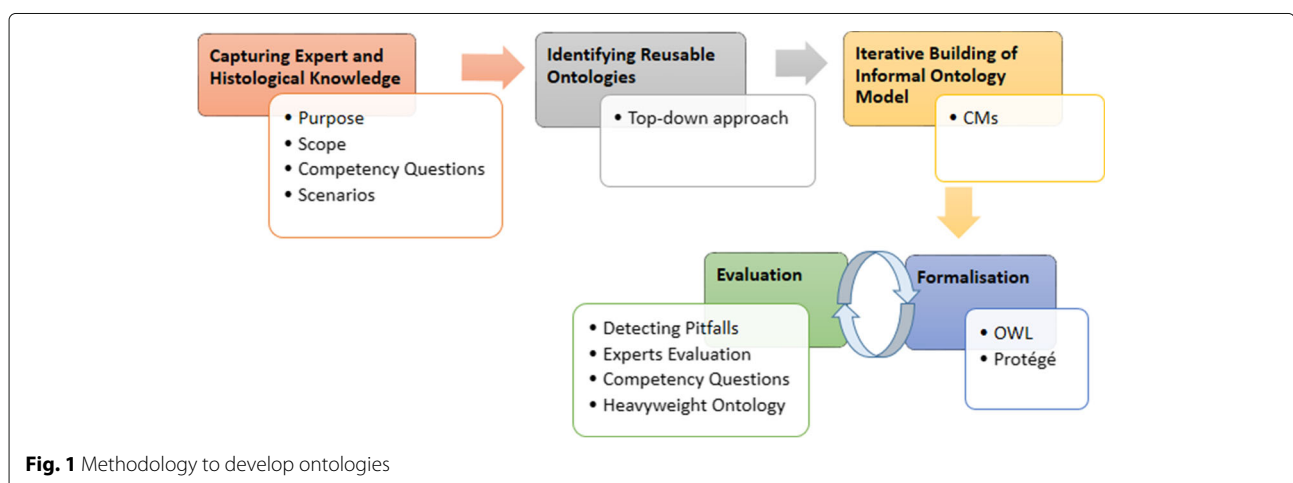 Capturing Expert and
Histological Knowledge
• Purpose
• Scope
• Competency Questions
• Scenarios
Identifying Reusable
Ontologies
• Top-down approach
Iterative Building of
Informal Ontology
Model
• CMs
Evaluation
• Detecting Pitfalls
• Experts Evaluation
• Competency Questions
• Heavyweight Ontology
Formalisation
• OWL
• Protégé
Fig. 1 Methodology to develop ontologies